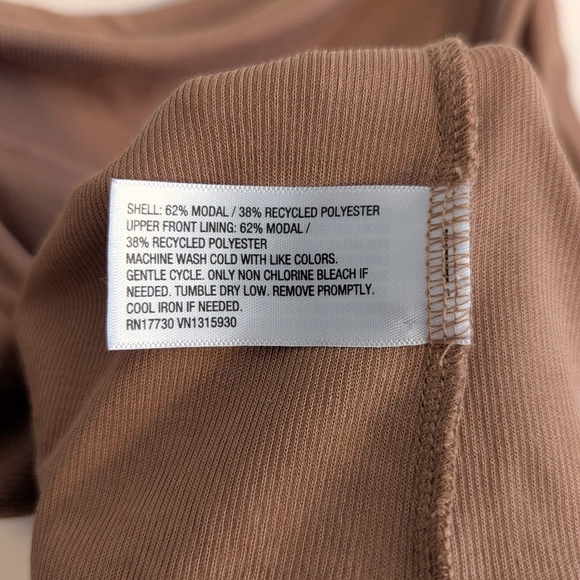 SHELL: 62% MODAL / 38% RECYCLED POLYESTER
UPPER FRONT LINING: 62% MODAL /
38% RECYCLED POLYESTER
MACHINE WASH COLD WITH LIKE COLORS.
GENTLE CYCLE. ONLY NON CHLORINE BLEACH IF
NEEDED. TUMBLE DRY LOW. REMOVE PROMPTLY.
COOL IRON IF NEEDED.
RN17730 VN1315930